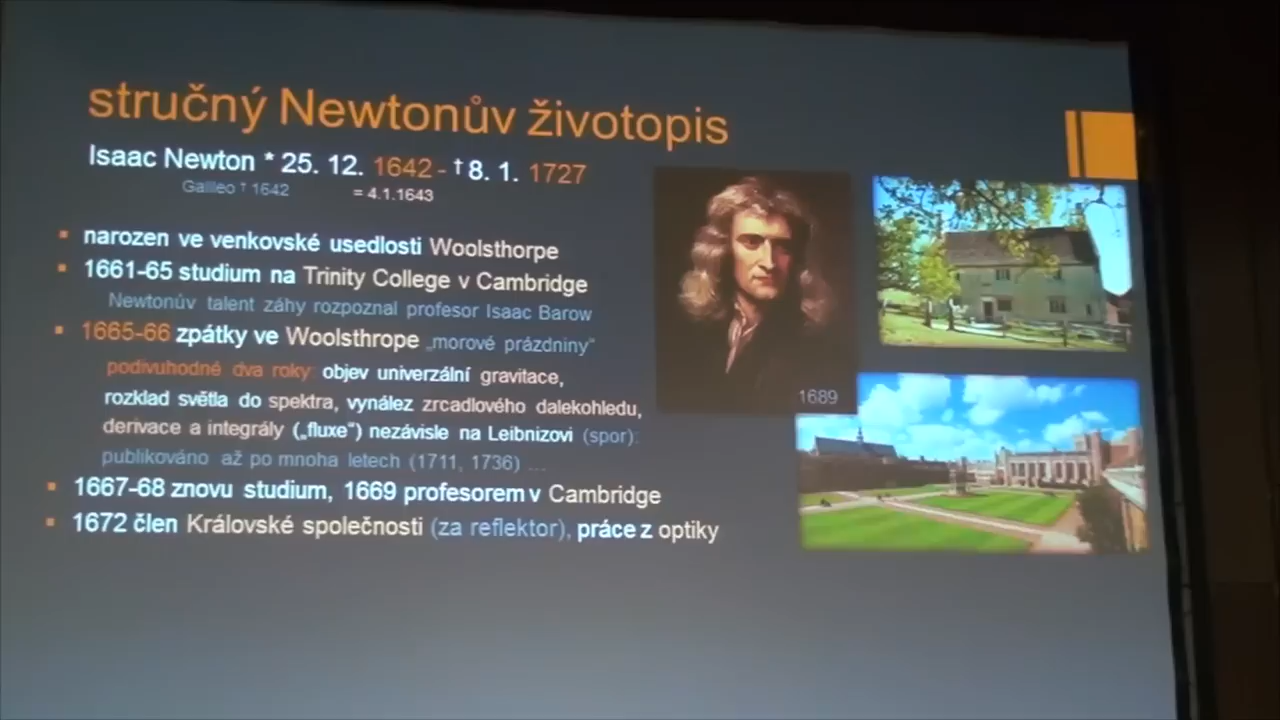 stručný Newtonův životopis
Isaac Newton * 25. 12. 1642 - † 8. 1. 1727
Galileo † 1642 = 4.1.1643
▪ narozen ve venkovské usedlosti Woolsthorpe
▪ 1661-65 studium na Trinity College v Cambridge
Newtonův talent záhy rozpoznal profesor Isaac Barow
▪ 1665-66 zpátky ve Woolsthrope „morové prázdniny“
podivuhodné dva roky: objev univerzální gravitace,
rozklad světla do spektra, vynález zrcadlového dalekohledu,
derivace a integrály („fluxe“) nezávisle na Leibnizovi (spor):
publikováno až po mnoha letech (1711, 1736) ...
▪ 1667-68 znovu studium, 1669 profesorem v Cambridge
▪ 1672 člen Královské společnosti (za reflektor), práce z optiky
1689